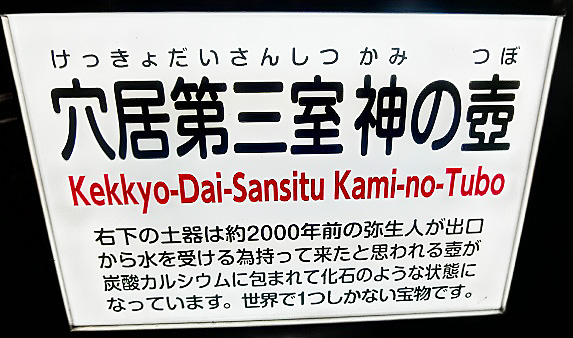 けっきょだいさんしつ かみ つぼ
穴居第三室 神の壺
Kekkyo-Dai-Sansitu Kami-no-Tubo
右下の土器は約2000年前の弥生人が出口
から水を受ける為持って来たと思われる壺が
炭酸カルシウムに包まれて化石のような状態に
なっています。世界で1つしかない宝物です。